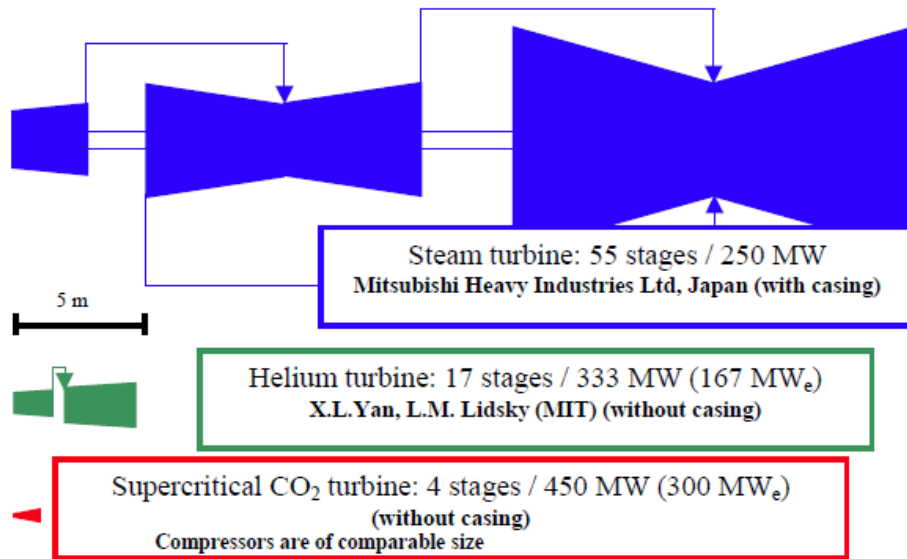 Steam turbine: 55 stages / 250 MW
Mitsubishi Heavy Industries Ltd, Japan (with casing)
5 m
Helium turbine: 17 stages / 333 MW (167 MWe)
X.L.Yan, L.M. Lidsky (MIT) (without casing)
Supercritical CO2 turbine: 4 stages / 450 MW (300 MWe)
(without casing)
Compressors are of comparable size